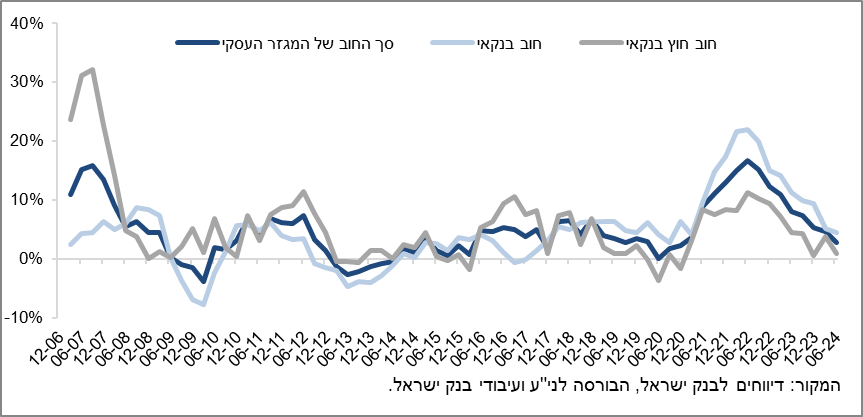 סך החוב של המגזר העסקי חוב בנקאי חוב חוץ בנקאי
40%
30%
20%
10%
0%
-10%
12-06 06-07 12-07 06-08 12-08 06-09 12-09 06-10 12-10 06-11 12-11 06-12 12-12 06-13 12-13 06-14 12-14 06-15 12-15 06-16 12-16 06-17 12-17 06-18 12-18 06-19 12-19 06-20 12-20 06-21 12-21 06-22 12-22 06-23 12-23 06-24
המקור: דיווחים לבנק ישראל, הבורסה לני"ע ועיבודי בנק ישראל.